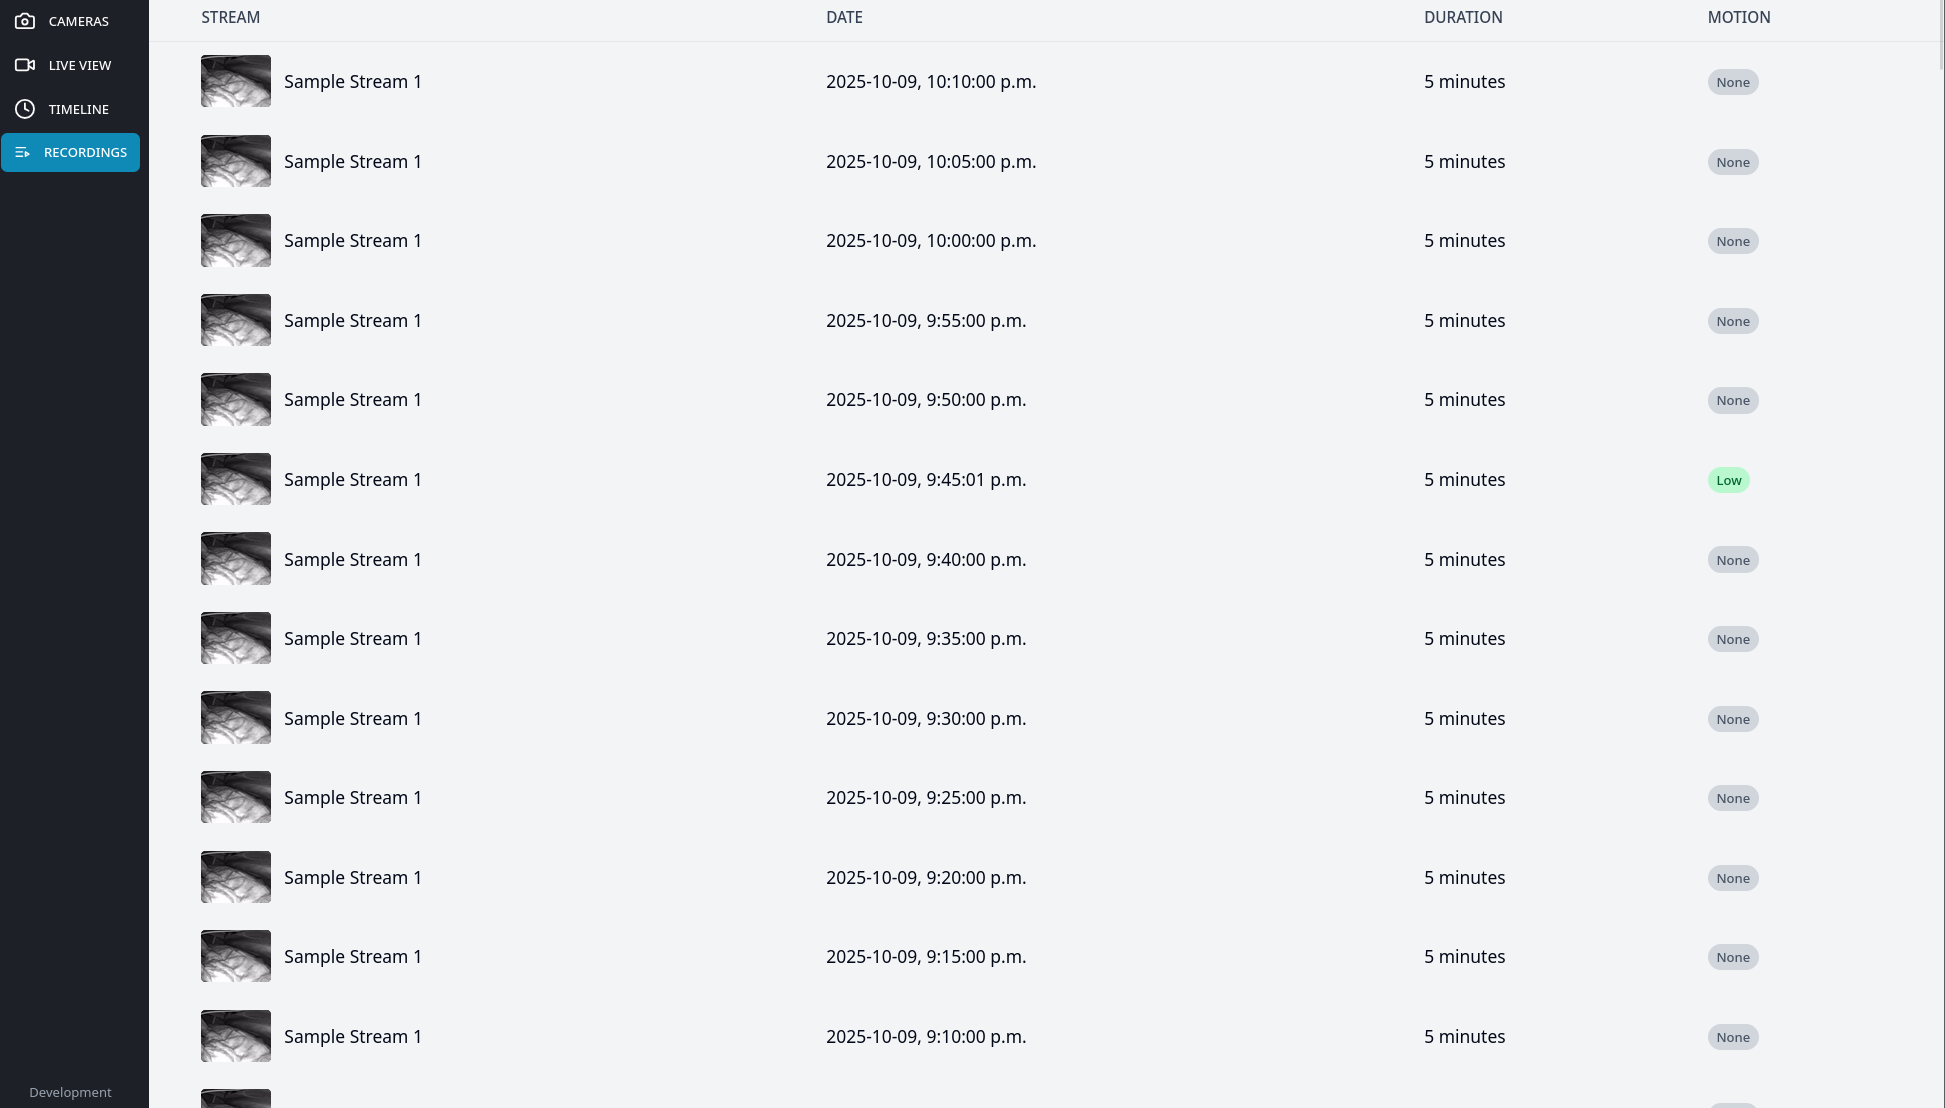 CAMERAS
LIVE VIEW
TIMELINE
RECORDINGS
Development
STREAM DATE DURATION MOTION
Sample Stream 1 2025-10-09, 10:10:00 p.m. 5 minutes None
Sample Stream 1 2025-10-09, 10:05:00 p.m. 5 minutes None
Sample Stream 1 2025-10-09, 10:00:00 p.m. 5 minutes None
Sample Stream 1 2025-10-09, 9:55:00 p.m. 5 minutes None
Sample Stream 1 2025-10-09, 9:50:00 p.m. 5 minutes None
Sample Stream 1 2025-10-09, 9:45:01 p.m. 5 minutes Low
Sample Stream 1 2025-10-09, 9:40:00 p.m. 5 minutes None
Sample Stream 1 2025-10-09, 9:35:00 p.m. 5 minutes None
Sample Stream 1 2025-10-09, 9:30:00 p.m. 5 minutes None
Sample Stream 1 2025-10-09, 9:25:00 p.m. 5 minutes None
Sample Stream 1 2025-10-09, 9:20:00 p.m. 5 minutes None
Sample Stream 1 2025-10-09, 9:15:00 p.m. 5 minutes None
Sample Stream 1 2025-10-09, 9:10:00 p.m. 5 minutes None